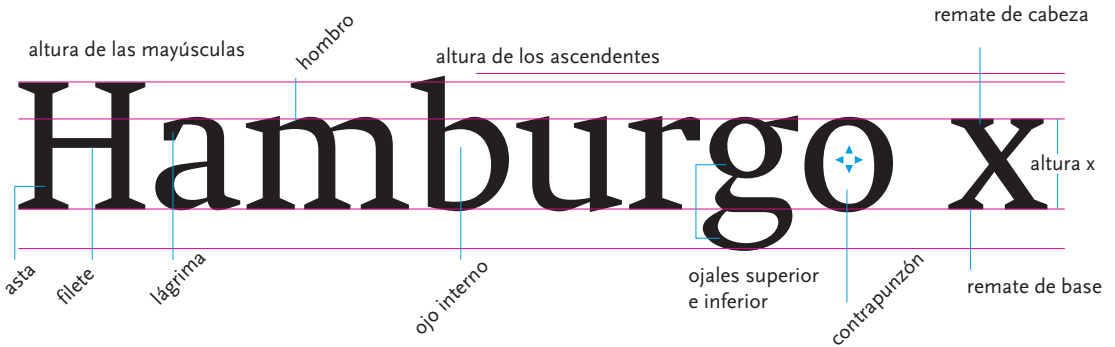 remate de cabeza
altura de las mayúsculas
hombro
altura de los ascendentes
Hamburgo x
altura x
asta
filete
lágrima
ojo interno
ojales superior
e inferior
contrapunzón
remate de base